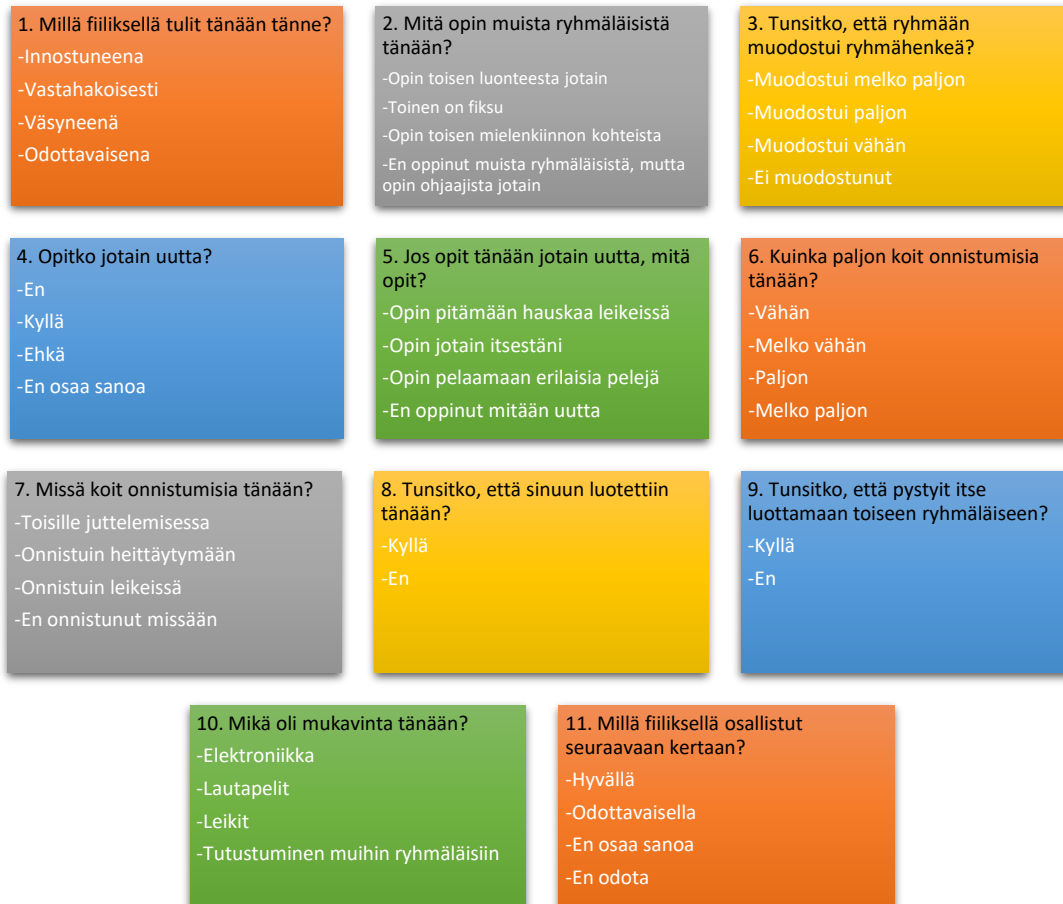 1. Millä fiiliksellä tulit tänään tänne?
-Innostuneena
-Vastahakoisesti
-Väsyneenä
-Odottavaisena
2. Mitä opin muista ryhmäläisistä
tänään?
-Opin toisen luonteesta jotain
-Toinen on fiksu
-Opin toisen mielenkiinnon kohteista
-En oppinut muista ryhmäläisistä, mutta
opin ohjaajista jotain
3. Tunsitko, että ryhmään
muodostui ryhmähenkeä?
-Muodostui melko paljon
-Muodostui paljon
-Muodostui vähän
-Ei muodostunut
4. Opitko jotain uutta?
-En
-Kyllä
-Ehkä
-En osaa sanoa
5. Jos opit tänään jotain uutta, mitä
opit?
-Opin pitämään hauskaa leikeissä
-Opin jotain itsestäni
-Opin pelaamaan erilaisia pelejä
-En oppinut mitään uutta
6. Kuinka paljon koit onnistumisia
tänään?
-Vähän
-Melko vähän
-Paljon
-Melko paljon
7. Missä koit onnistumisia tänään?
-Toisille juttelemisessa
-Onnistuin heittäytymään
-Onnistuin leikeissä
-En onnistunut missään
8. Tunsitko, että sinuun luotettiin
tänään?
-Kyllä
-En
9. Tunsitko, että pystyit itse
luottamaan toiseen ryhmäläiseen?
-Kyllä
-En
10. Mikä oli mukavinta tänään?
-Elektroniikka
-Lautapelit
-Leikit
-Tutustuminen muihin ryhmäläisiin
11. Millä fiiliksellä osallistut
seuraavaan kertaan?
-Hyvällä
-Odottavaisella
-En osaa sanoa
-En odota